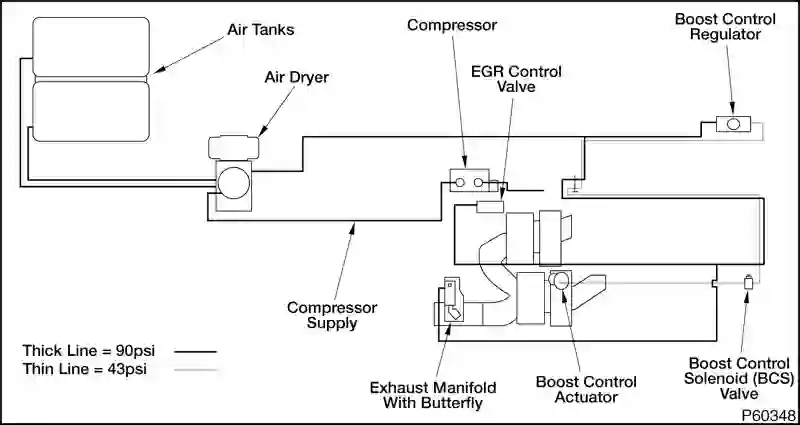 Air Tanks
Air Dryer
Compressor
EGR Control
Valve
Boost Control
Regulator
Compressor
Supply
Thick Line = 90psi
Thin Line = 43psi
Exhaust Manifold
With Butterfly
Boost Control
Actuator
Boost Control
Solenoid (BCS)
Valve
P60348